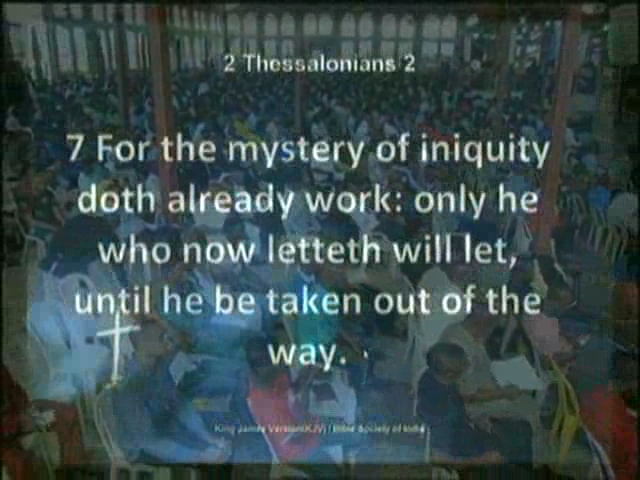 2 Thessalonians 2
7 For the mystery of iniquity
doth already work: only he
who now letteth will let,
until he be taken out of the
way.
King James Version(KJV) / Bible Society of India